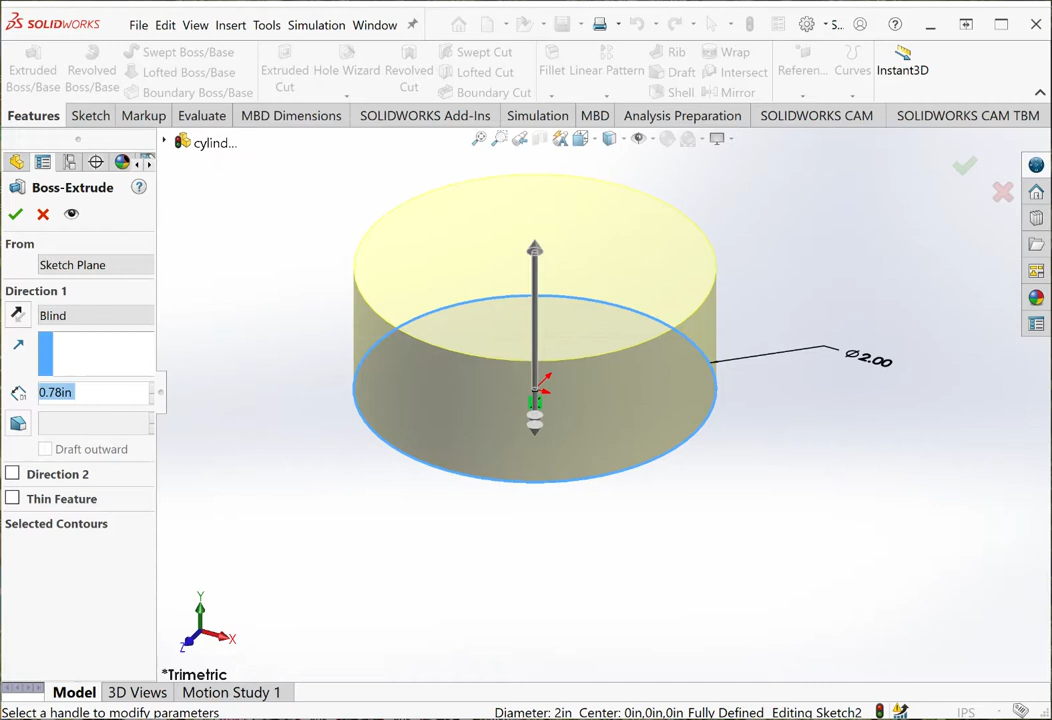 SOLIDWORKS File Edit View Insert Tools Simulation Window S...
Extruded Boss/Base
Revolved Boss/Base
Swept Boss/Base
Lofted Boss/Base
Boundary Boss/Base
Extruded Cut
Hole Wizard
Revolved Cut
Swept Cut
Lofted Cut
Boundary Cut
Fillet
Linear Pattern
Rib
Draft
Shell
Wrap
Intersect
Mirror
Referen...
Curves
Instant3D
Features Sketch Markup Evaluate MBD Dimensions SOLIDWORKS Add-Ins Simulation MBD Analysis Preparation SOLIDWORKS CAM SOLIDWORKS CAM TBM
cylind...
Boss-Extrude
From
Sketch Plane
Direction 1
Blind
D1
0.78in
Draft outward
Direction 2
Thin Feature
Selected Contours
⌀2.00
Y
X
Z
*Trimetric
Model 3D Views Motion Study 1
Select a handle to modify parameters Diameter: 2in Center: 0in,0in,0in Fully Defined Editing Sketch2 IPS